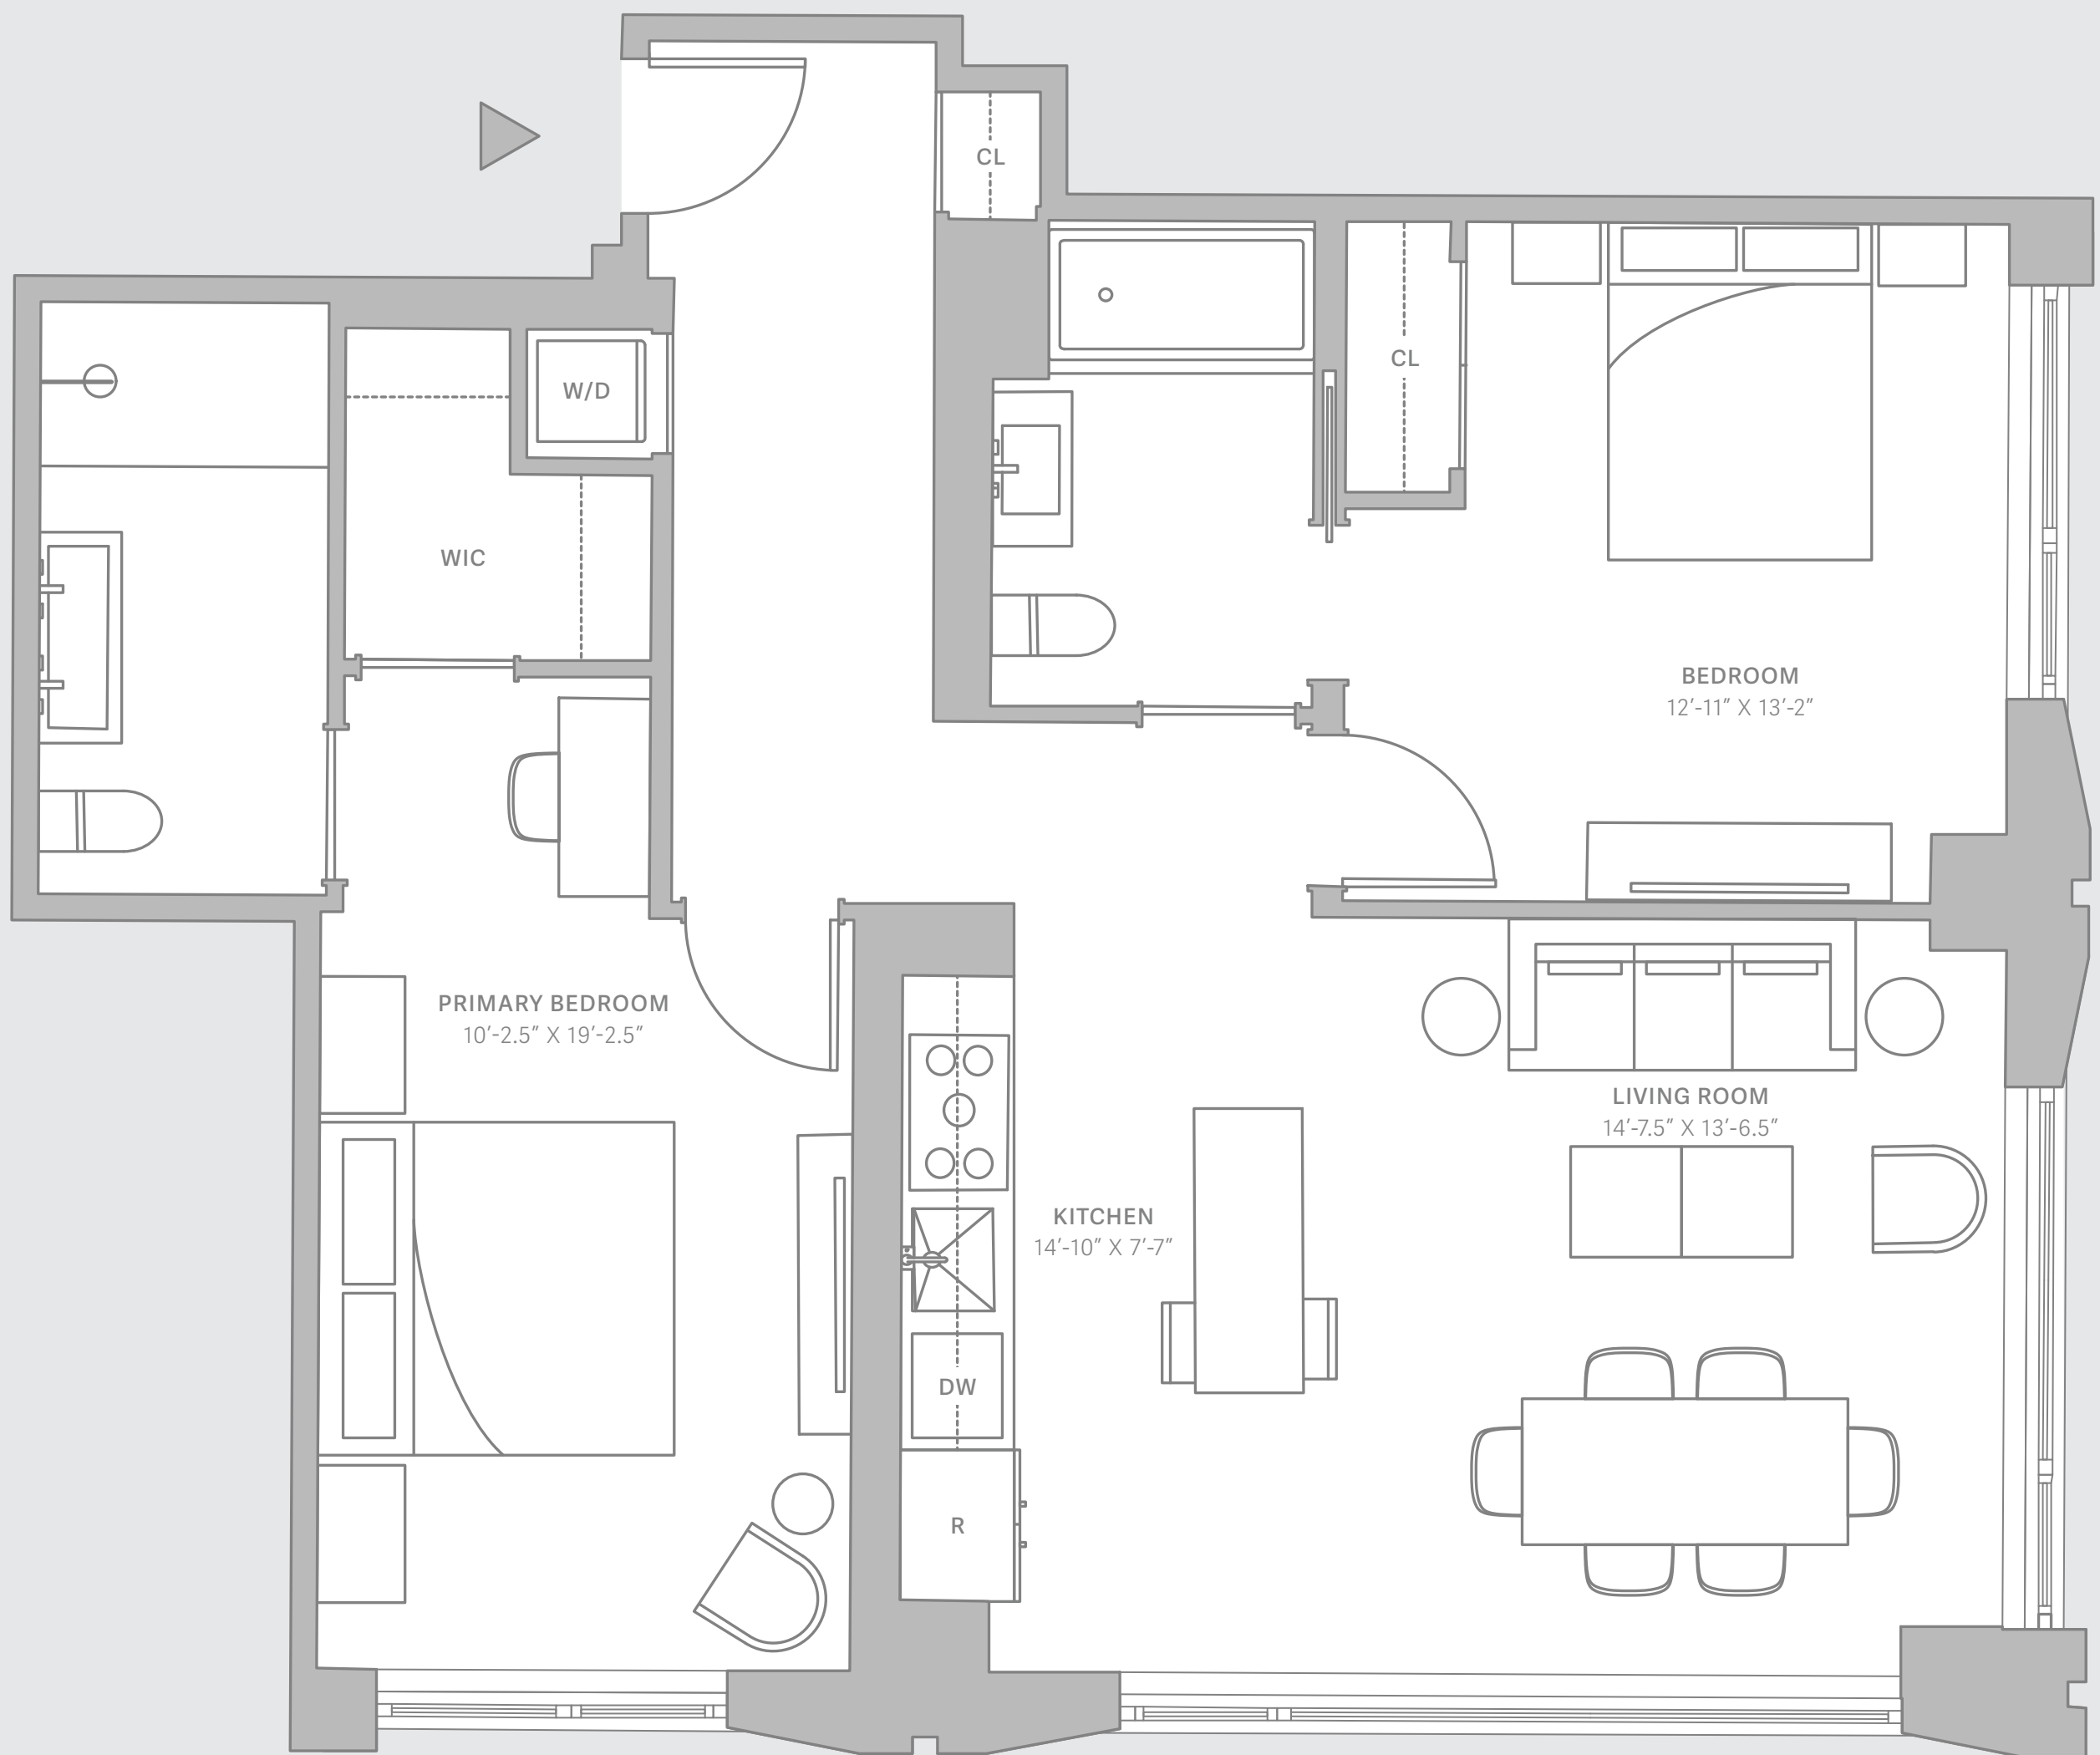 CL
CL
W/D
WIC
BEDROOM
12′-11″ X 13′-2″
PRIMARY BEDROOM
10′-2.5″ X 19′-2.5″
LIVING ROOM
14′-7.5″ X 13′-6.5″
KITCHEN
14′-10″ X 7′-7″
DW
R